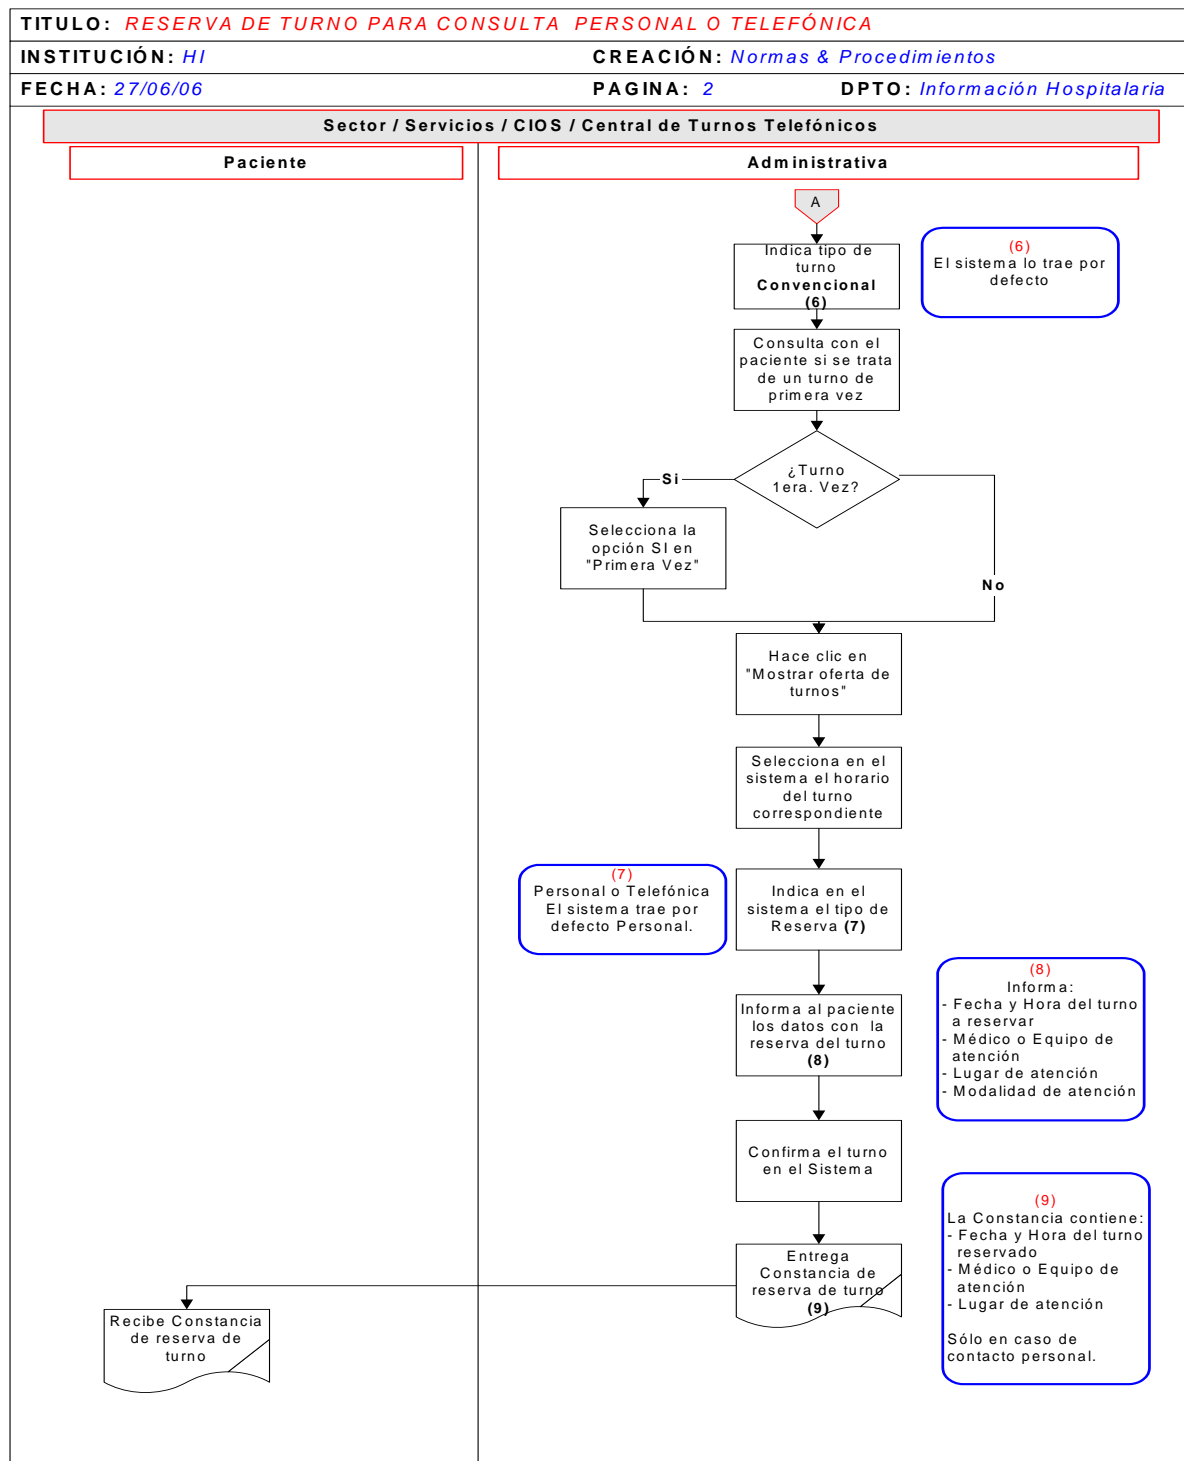 TITULO: RESERVA DE TURNO PARA CONSULTA PERSONAL O TELEFÓNICA
INSTITUCIÓN: HI
CREACIÓN: Normas & Procedimientos
FECHA: 27/06/06
PAGINA: 2
DPTO: Información Hospitalaria
Sector / Servicios / CIOS / Central de Turnos Telefónicos
Paciente
Administrativa
A
Indica tipo de
turno
Convencional
(6)
(6)
El sistema lo trae por
defecto
Consulta con el
paciente si se trata
de un turno de
primera vez
¿Turno
1era. Vez?
Si
No
Selecciona la
opción SI en
"Primera Vez"
Hace clic en
"Mostrar oferta de
turnos"
Selecciona en el
sistema el horario
del turno
correspondiente
(7)
Personal o Telefónica
El sistema trae por
defecto Personal.
Indica en el
sistema el tipo de
Reserva (7)
Informa al paciente
los datos con la
reserva del turno
(8)
(8)
Informa:
- Fecha y Hora del turno
a reservar
- Médico o Equipo de
atención
- Lugar de atención
- Modalidad de atención
Confirma el turno
en el Sistema
Entrega
Constancia de
reserva de turno
(9)
(9)
La Constancia contiene:
- Fecha y Hora del turno
reservado
- Médico o Equipo de
atención
- Lugar de atención
Sólo en caso de
contacto personal.
Recibe Constancia
de reserva de
turno